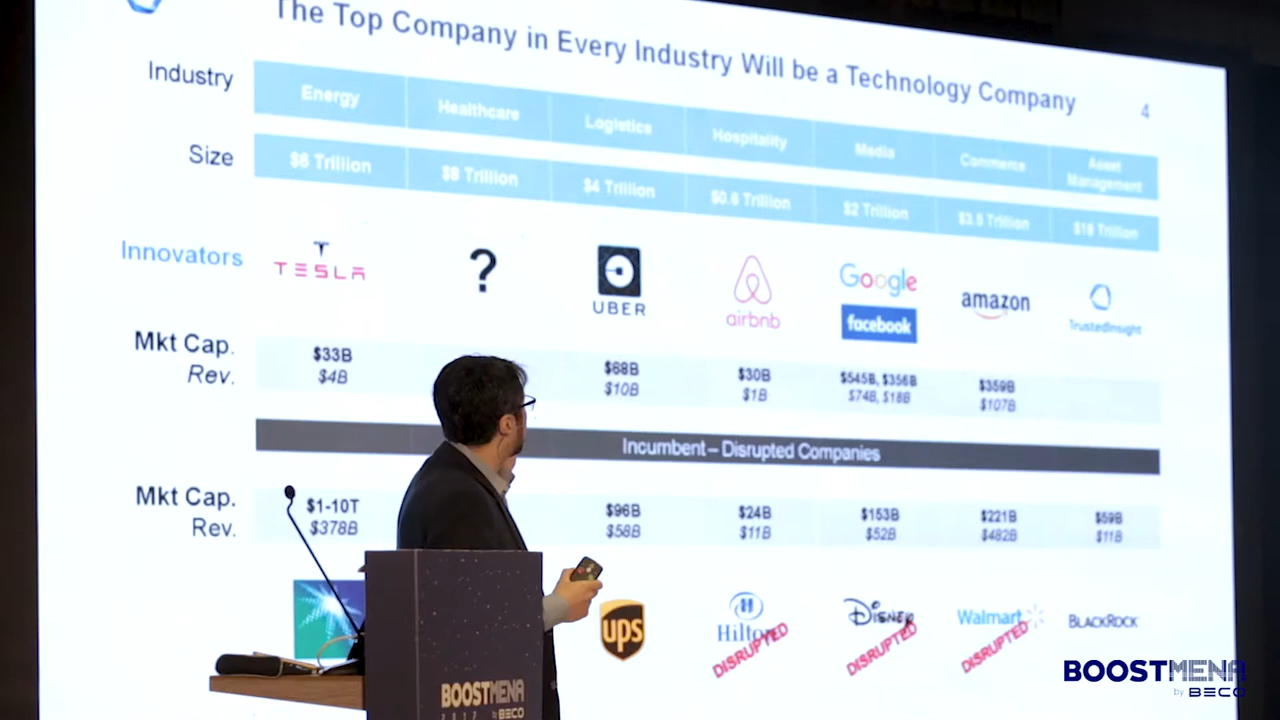 The Top Company in Every Industry Will be a Technology Company
4
Industry
Energy
Healthcare
Logistics
Hospitality
Media
Commerce
Asset
Management
Size
$6 Trillion
$8 Trillion
$4 Trillion
$0.6 Trillion
$2 Trillion
$3.5 Trillion
$18 Trillion
Innovators
TESLA
?
UBER
airbnb
Google
facebook
amazon
TrustedInsight
Mkt Cap.
$33B
$68B
$30B
$545B, $356B
$359B
Rev.
$4B
$10B
$1B
$74B, $18B
$107B
Incumbent – Disrupted Companies
Mkt Cap.
$1-10T
$96B
$24B
$153B
$221B
$59B
Rev.
$378B
$58B
$11B
$52B
$482B
$11B
ups
Hilton
DISRUPTED
DISNEY
DISRUPTED
Walmart
DISRUPTED
BLACKROCK
BOOSTMENA
2017 by BECO
BOOSTMENA
by BECO